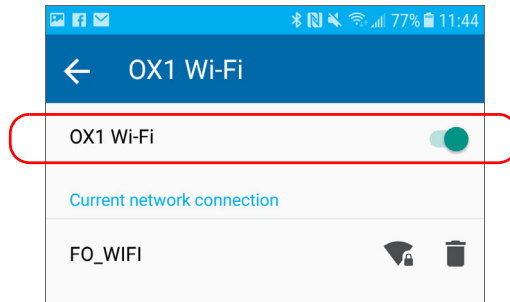 77% 11:44
OX1 Wi-Fi
OX1 Wi-Fi
Current network connection
FO_WIFI